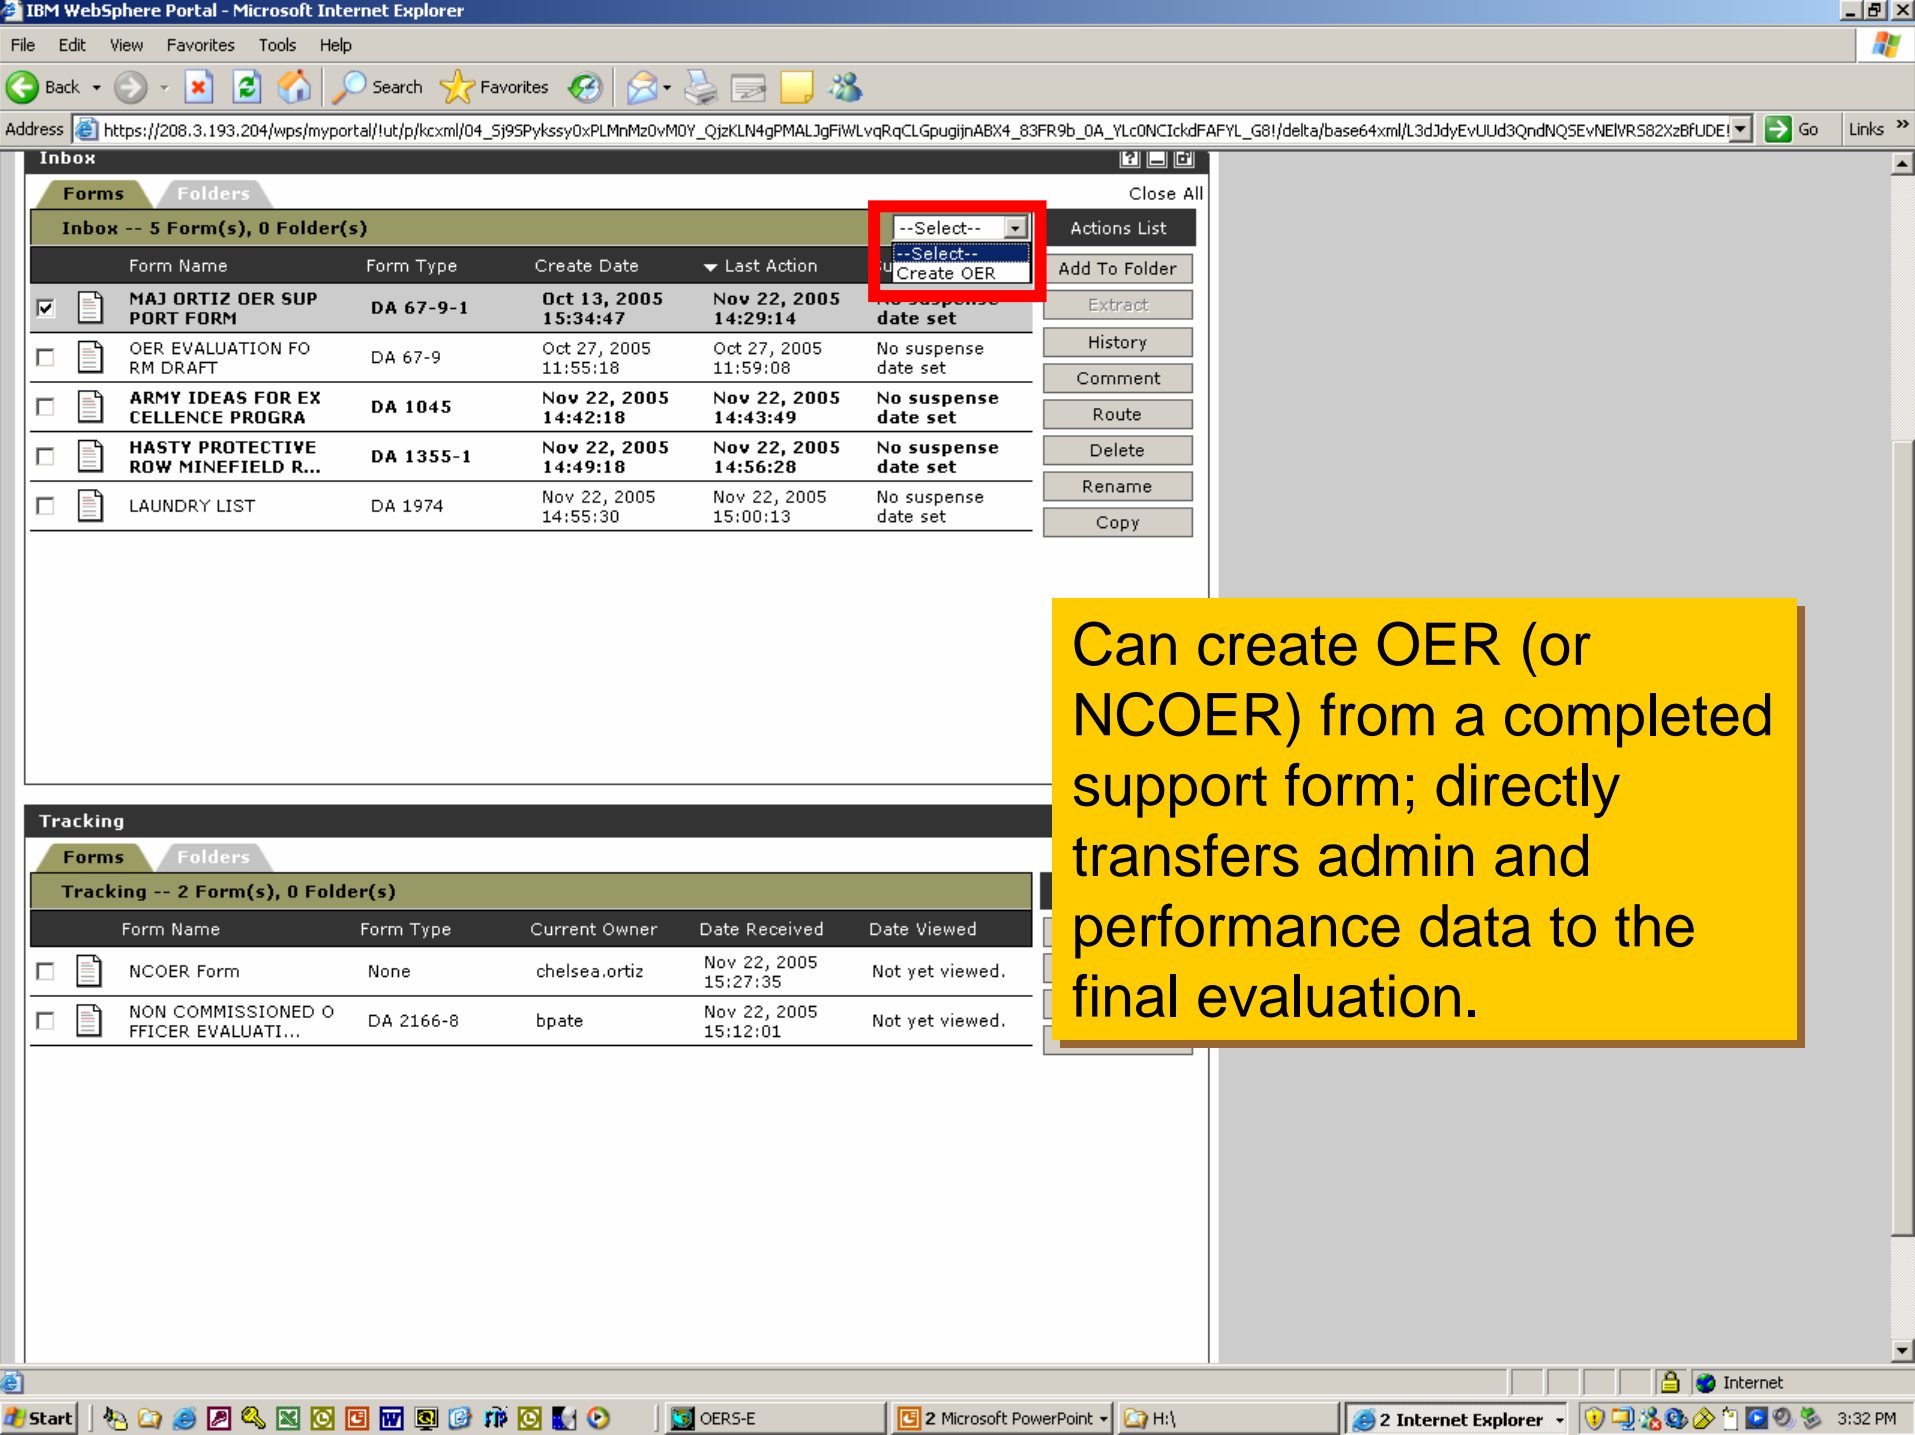 IBM WebSphere Portal - Microsoft Internet Explorer
File Edit View Favorites Tools Help
Back Search Favorites
Address https://208.3.193.204/wps/myportal/!ut/p/kcxml/
Go Links »
Inbox
Forms Folders Close All
Inbox -- 5 Form(s), 0 Folder(s) --Select-- Actions List
--Select--
Create OER
Form Name Form Type Create Date Last Action Add To Folder
MAJ ORTIZ OER SUP
PORT FORM
DA 67-9-1
Oct 13, 2005
15:34:47
Nov 22, 2005
14:29:14
No suspense
date set
Extract
OER EVALUATION FO
RM DRAFT
DA 67-9
Oct 27, 2005
11:55:18
Oct 27, 2005
11:59:08
No suspense
date set
History
Comment
ARMY IDEAS FOR EX
CELLENCE PROGRA
DA 1045
Nov 22, 2005
14:42:18
Nov 22, 2005
14:43:49
No suspense
date set
Route
HASTY PROTECTIVE
ROW MINEFIELD R...
DA 1355-1
Nov 22, 2005
14:49:18
Nov 22, 2005
14:56:28
No suspense
date set
Delete
Rename
LAUNDRY LIST
DA 1974
Nov 22, 2005
14:55:30
Nov 22, 2005
15:00:13
No suspense
date set
Copy
Can create OER (or
NCOER) from a completed
support form; directly
transfers admin and
performance data to the
final evaluation.
Tracking
Forms Folders
Tracking -- 2 Form(s), 0 Folder(s)
Form Name Form Type Current Owner Date Received Date Viewed
NCOER Form
None
chelsea.ortiz
Nov 22, 2005
15:27:35
Not yet viewed.
NON COMMISSIONED O
FFICER EVALUATI...
DA 2166-8
bpate
Nov 22, 2005
15:12:01
Not yet viewed.
Internet
Start OERS-E 2 Microsoft PowerPoint H:\ 2 Internet Explorer 3:32 PM